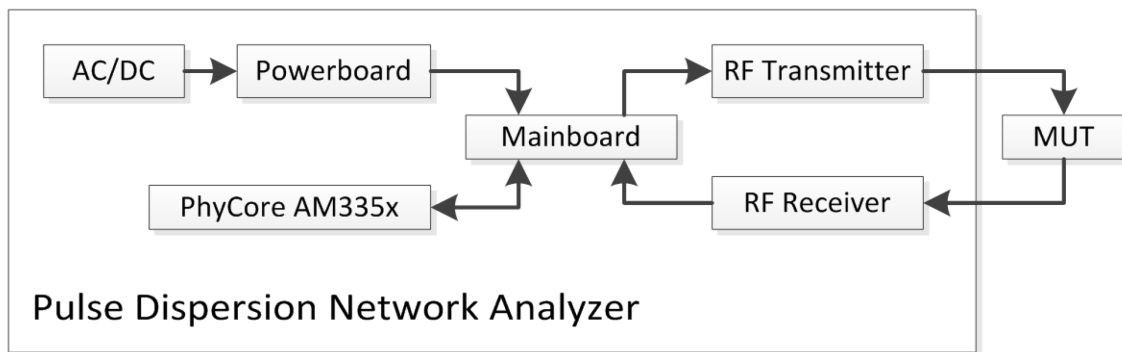 AC/DC
Powerboard
RF Transmitter
Mainboard
MUT
PhyCore AM335x
RF Receiver
Pulse Dispersion Network Analyzer